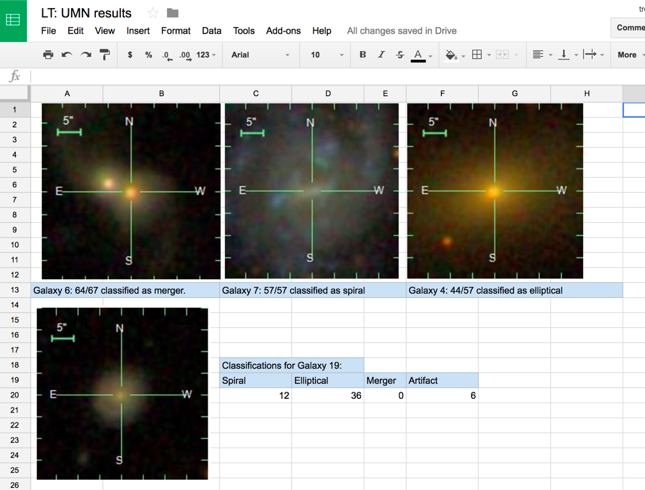 LT: UMN results
File Edit View Insert Format Data Tools Add-ons Help All changes saved in Drive
Comme
$ % .0 .00 123 Arial 10 B I S A More
fx
A B C D E F G H
1
2
3
4
5
6
7
8
9
10
11
12
5" N E W S
5" N E W S
5" N E W S
13 Galaxy 6: 64/67 classified as merger. Galaxy 7: 57/57 classified as spiral Galaxy 4: 44/57 classified as elliptical
14
15
16
17
5" N E W S
18 Classifications for Galaxy 19:
19 Spiral Elliptical Merger Artifact
20 12 36 0 6
21
22
23
24
25
26